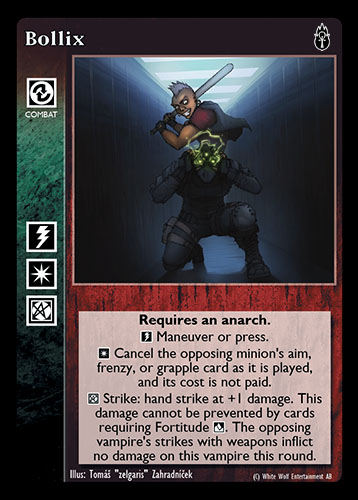 Bollix
COMBAT
Requires an anarch.
Maneuver or press.
Cancel the opposing minion's aim,
frenzy, or grapple card as it is played,
and its cost is not paid.
Strike: hand strike at +1 damage. This
damage cannot be prevented by cards
requiring Fortitude. The opposing
vampire's strikes with weapons inflict
no damage on this vampire this round.
Illus: Tomáš "zelgaris" Zahradníček
(C) White Wolf Entertainment AB